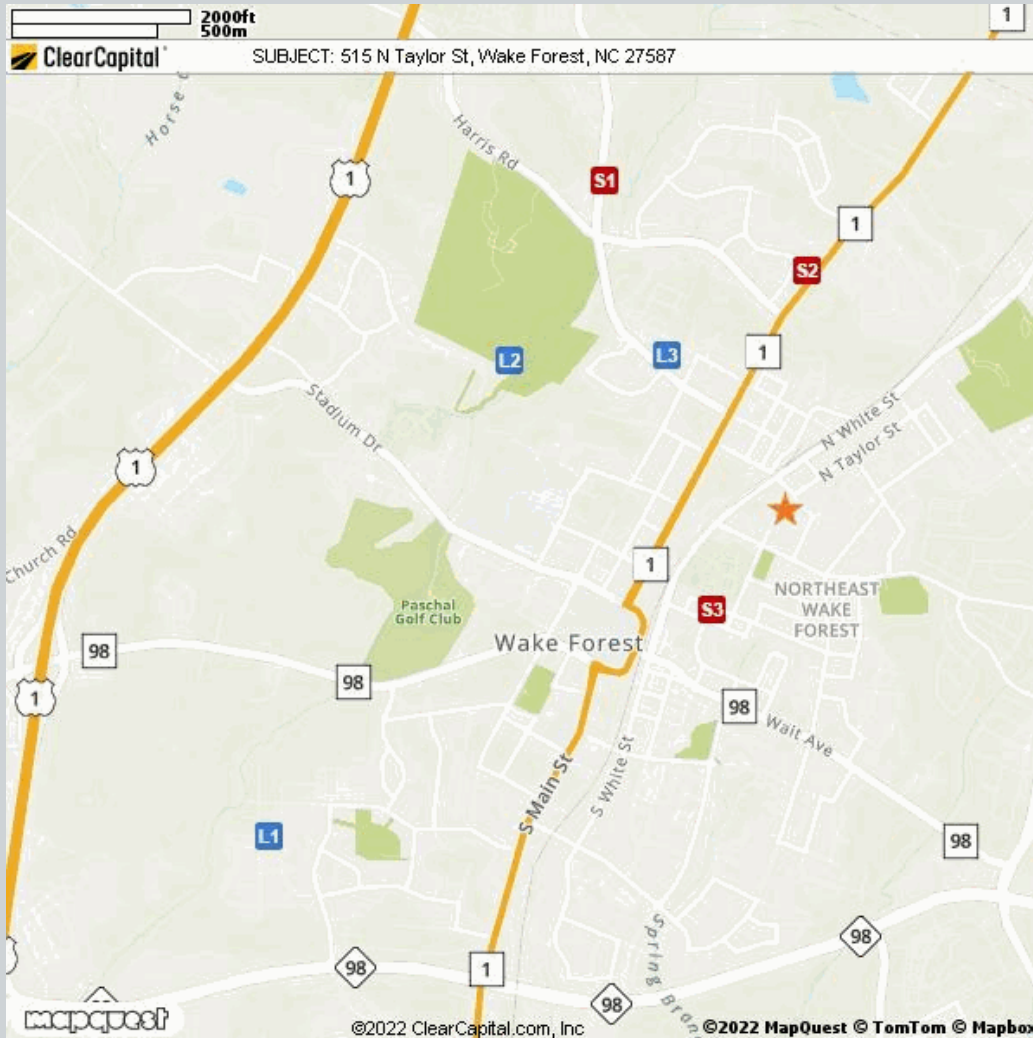 2000ft
500m
1
ClearCapital
SUBJECT: 515 N Taylor St, Wake Forest, NC 27587
Horse
Harris Rd
1
S1
1
S2
L2
L3
1
Stadium Dr
N White St
N Taylor St
1
Church Rd
1
Paschal
Golf Club
S3
NORTHEAST
WAKE
FOREST
Wake Forest
98
98
1
98
Wait Ave
S Main St
S White St
L1
98
Spring Bran
98
98
1
98
mapquest
©2022 ClearCapital.com, Inc
©2022 MapQuest © TomTom © Mapbox